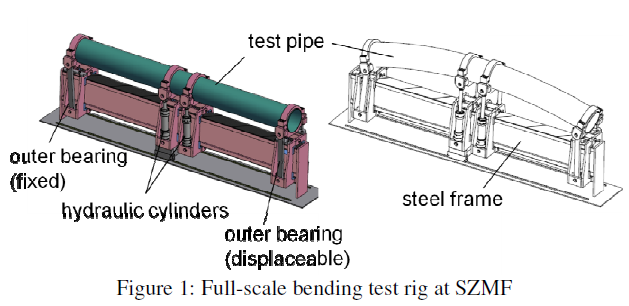 test pipe
outer bearing
(fixed)
hydraulic cylinders
outer bearing
(displaceable)
steel frame
Figure 1: Full-scale bending test rig at SZMF